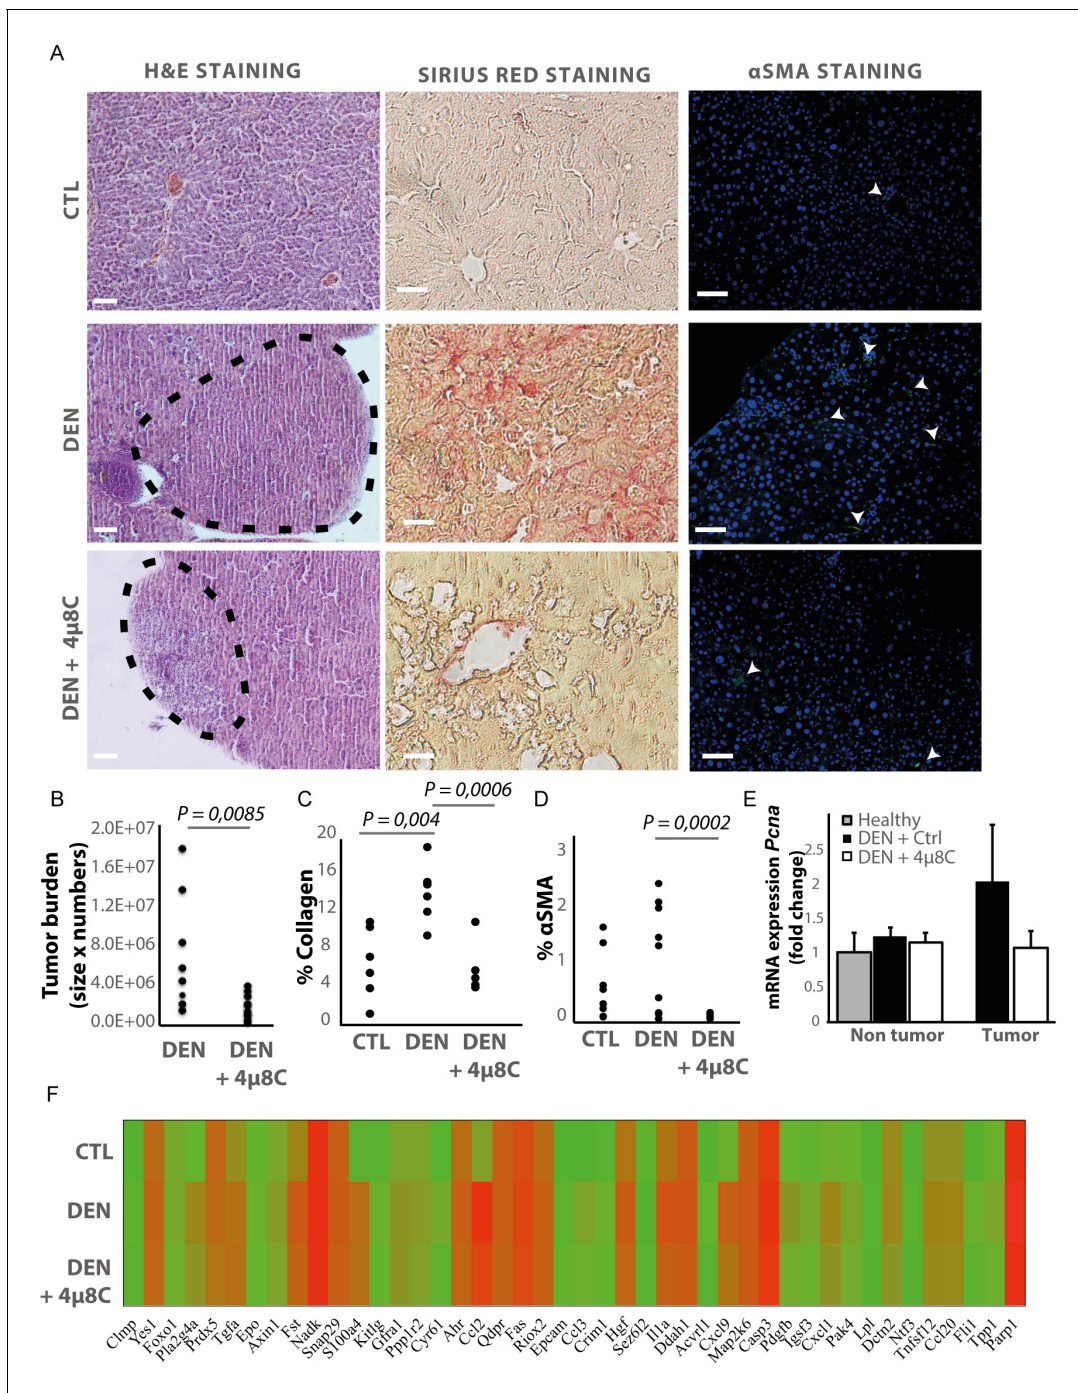 A
H&E STAINING
SIRIUS RED STAINING
αSMA STAINING
CTL
DEN
DEN + 4µ8C
B
P = 0,0085
Tumor burden
(size x numbers)
2.0E+07
1.6E+07
1.2E+07
8.0E+06
4.0E+06
0.0E+00
DEN
DEN
+ 4µ8C
C
P = 0,0006
P = 0,004
% Collagen
20
16
12
8
4
0
CTL
DEN
DEN
+ 4µ8C
D
P = 0,0002
% αSMA
3
2
1
0
CTL
DEN
DEN
+ 4µ8C
E
Healthy
DEN + Ctrl
DEN + 4µ8C
mRNA expression Pcna
(fold change)
2.5
2
1.5
1
0.5
0
Non tumor
Tumor
F
CTL
DEN
DEN
+ 4µ8C
Clmp
Yes1
Foxo1
Pla2g4a
Prdx5
Tgfa
Epo
Axin1
Fst
Nadk
Snap29
S100a4
Kitlg
Gfra1
Ppp1r2
Cyr61
Ahr
Ccl2
Qdpr
Fas
Riox2
Epcam
Ccl3
Crim1
Hgf
Sez6l2
Il1a
Ddah1
Acvrl1
Cxcl9
Map2k6
Casp3
Pdgfb
Igsf3
Cxcl1
Pak4
Lpl
Dctn2
Ntf3
Tnfsf12
Ccl20
Fli1
Tpp1
Parp1